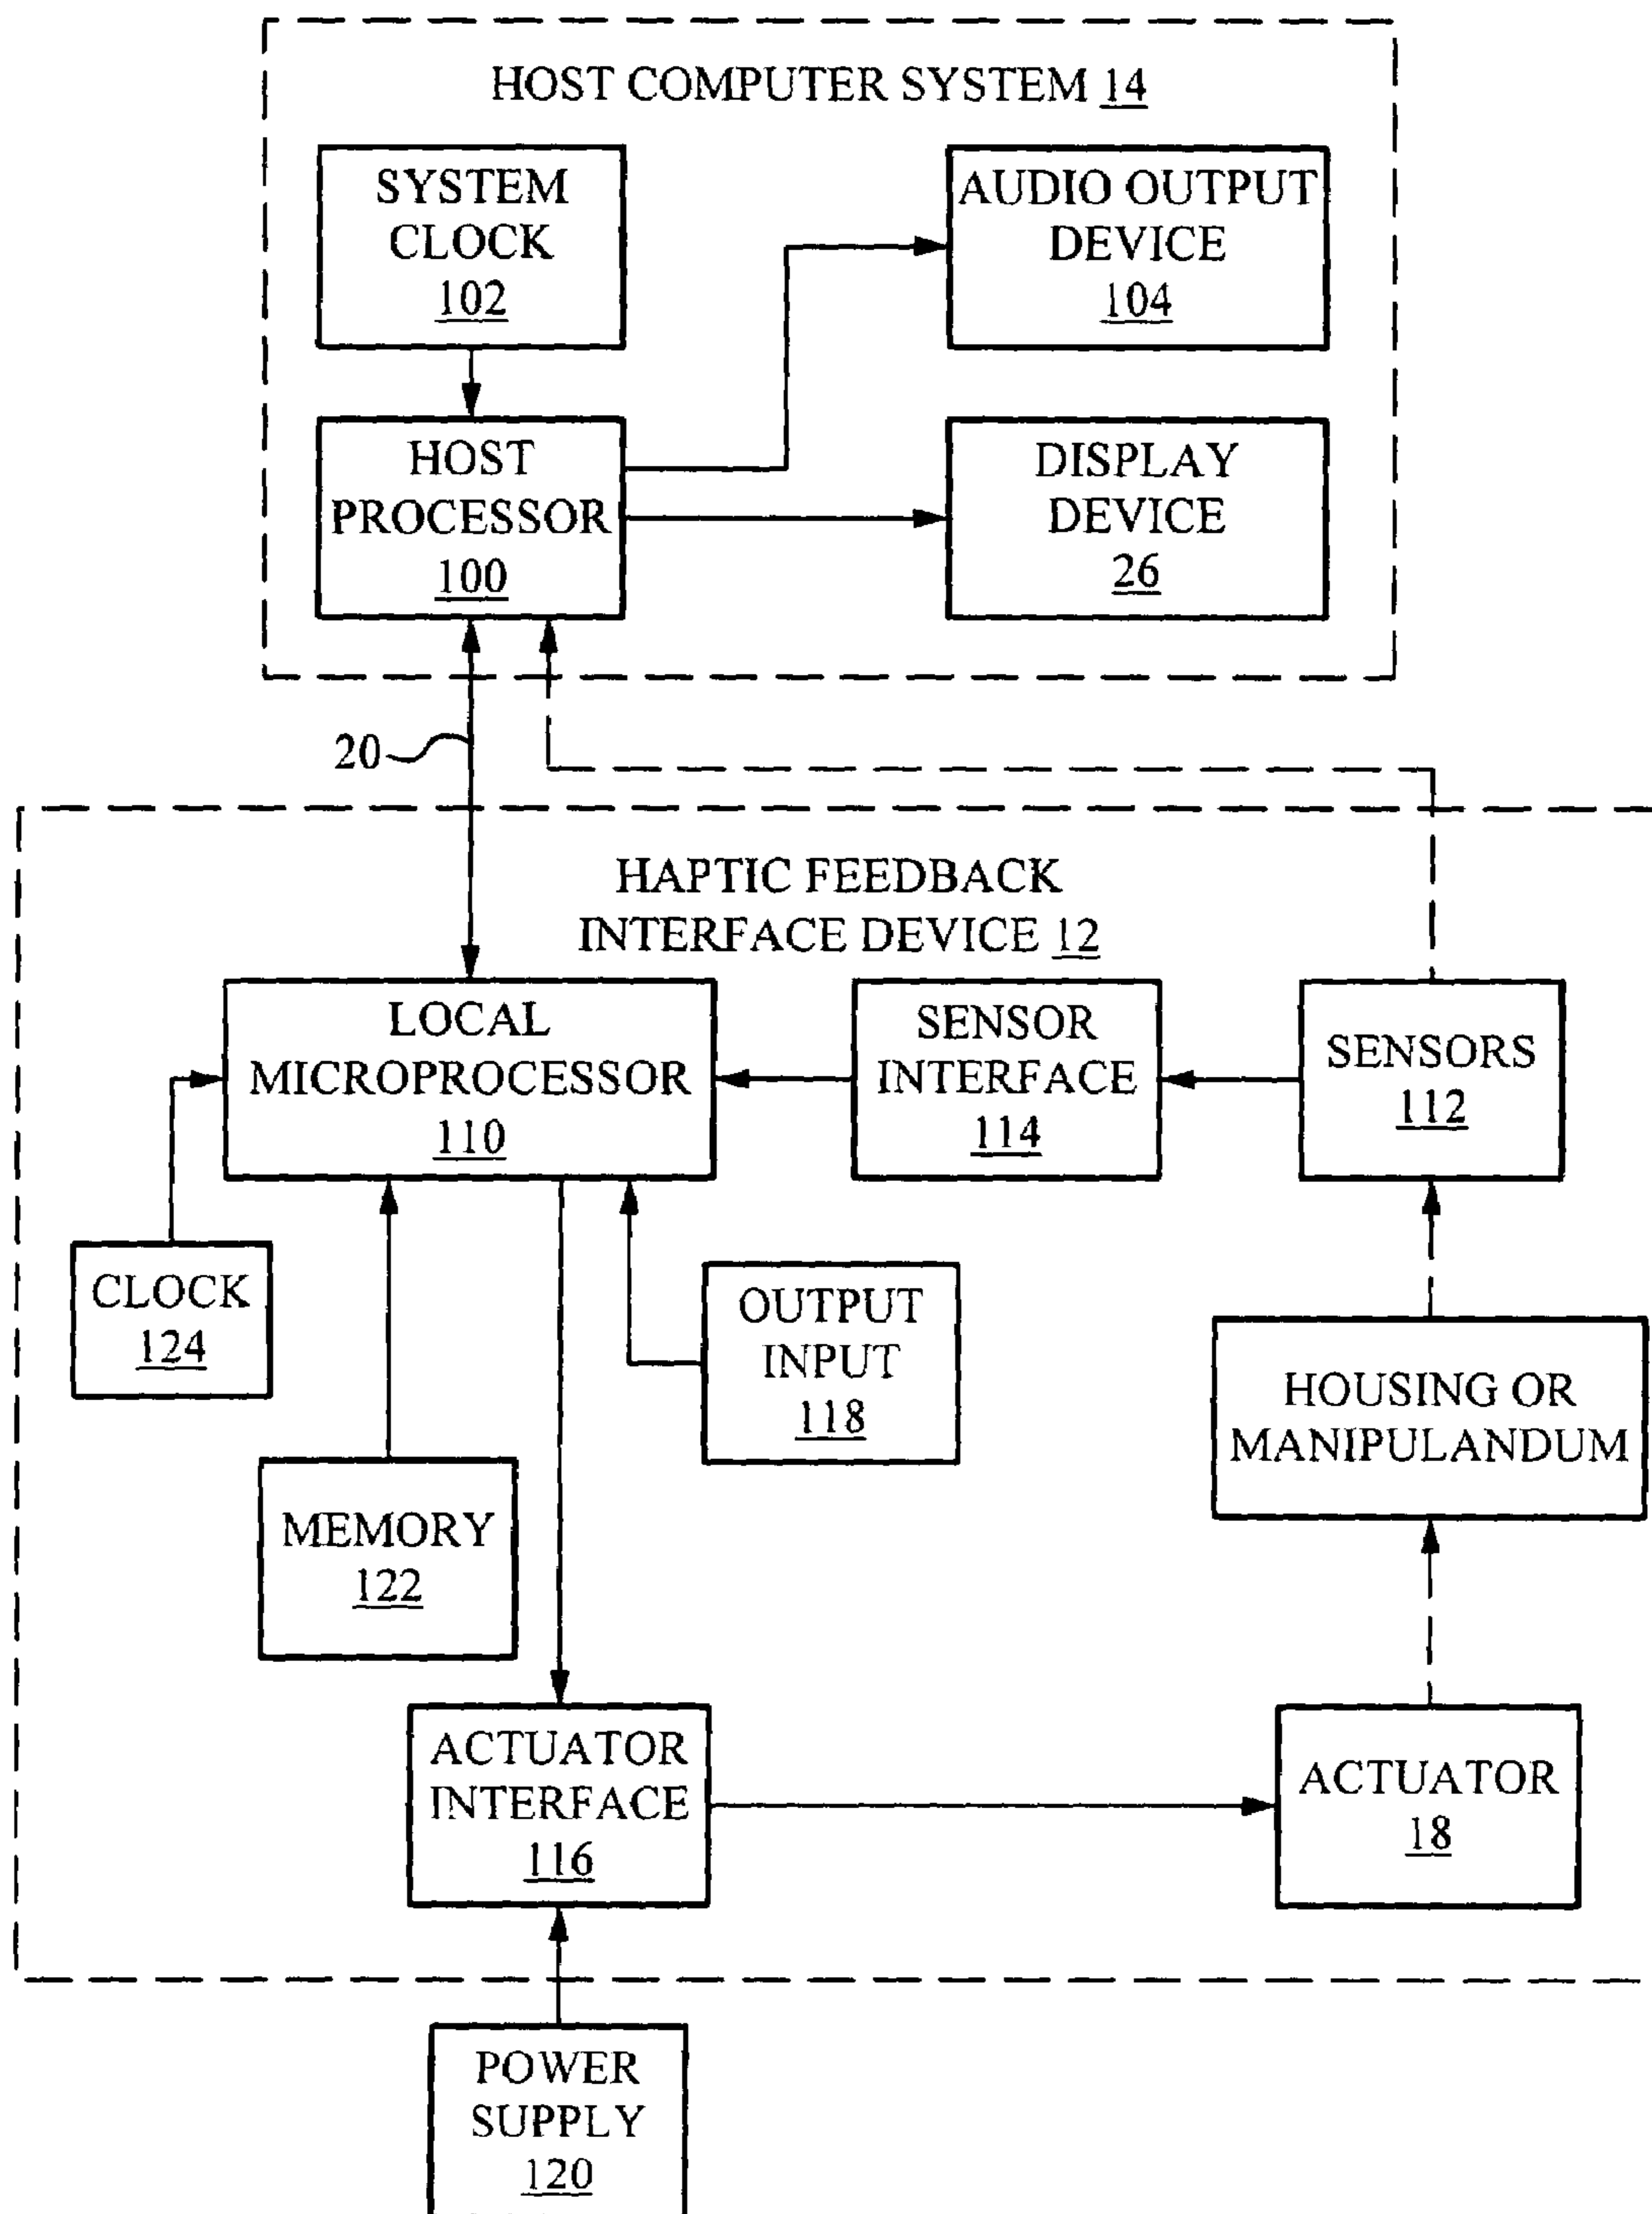 HOST COMPUTER SYSTEM 14
SYSTEM
CLOCK
102
AUDIO OUTPUT
DEVICE
104
HOST
PROCESSOR
100
DISPLAY
DEVICE
26
20
HAPTIC FEEDBACK
INTERFACE DEVICE 12
LOCAL
MICROPROCESSOR
110
SENSOR
INTERFACE
114
SENSORS
112
CLOCK
124
OUTPUT
INPUT
118
HOUSING OR
MANIPULANDUM
MEMORY
122
ACTUATOR
INTERFACE
116
ACTUATOR
18
POWER
SUPPLY
120